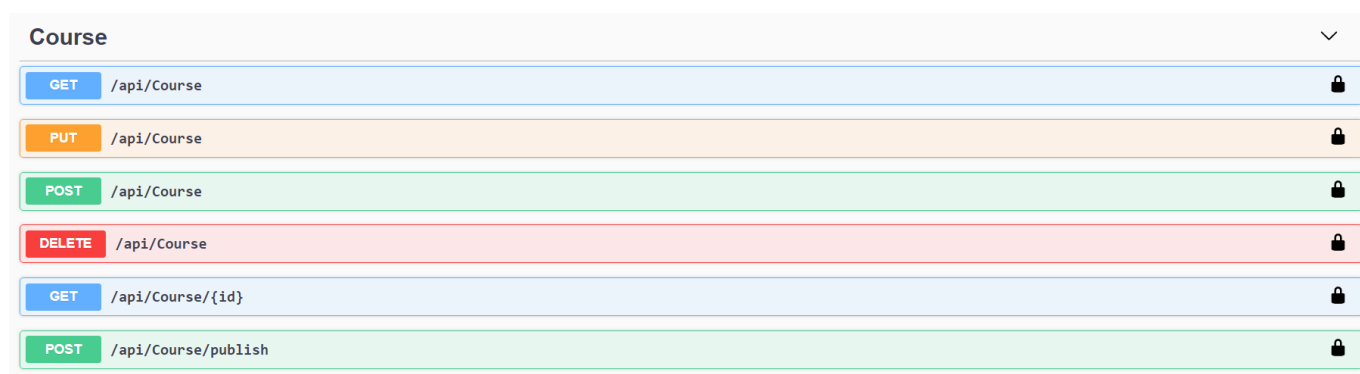 Course
GET /api/Course
PUT /api/Course
POST /api/Course
DELETE /api/Course
GET /api/Course/{id}
POST /api/Course/publish